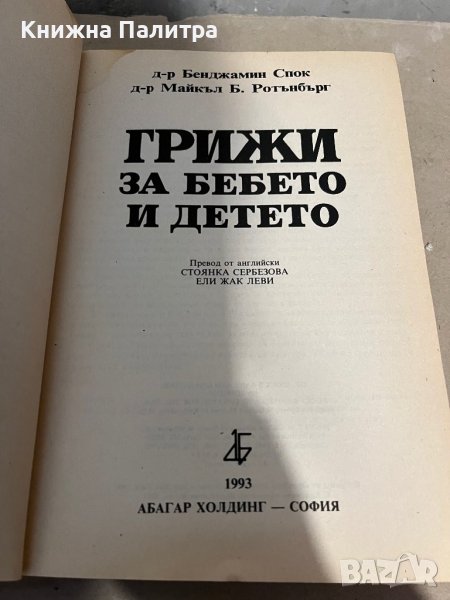 Книжна Палитра
д-р Бенджамин Спок
д-р Майкъл Б. Ротънбърг
ГРИЖИ
ЗА БЕБЕТО
И ДЕТЕТО
Превод от английски
СТОЯНКА СЕРБЕЗОВА
ЕЛИ ЖАК ЛЕВИ
1993
АБАГАР ХОЛДИНГ — СОФИЯ
BAZAR